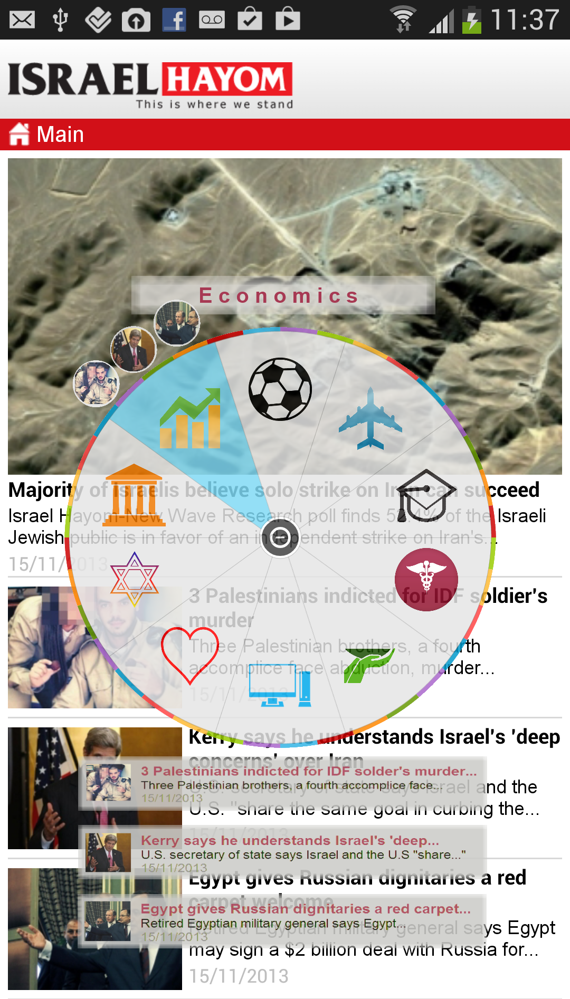 11:37
ISRAEL HAYOM
This is where we stand
Main
Economics
Majority of Israelis believe solo strike on Iran can succeed
Israel Hayom-New Wave Research poll finds 52.4% of the Israeli
Jewish public is in favor of an independent strike on Iran's...
15/11/2013
3 Palestinians indicted for IDF soldier's
murder
Three Palestinian brothers, a fourth
accomplice face abduction, murder...
15/11/2013
Kerry says he understands Israel's 'deep
concerns' over Iran
U.S. secretary of state says Israel and the
U.S. "share the same goal in curbing the...
15/11/2013
3 Palestinians indicted for IDF solder's murder...
Three Palestinian brothers, a fourth accomplice face...
15/11/2013
Kerry says he understands Israel's 'deep...
U.S. secretary of state says Israel and the U.S "share..."
15/11/2013
Egypt gives Russian dignitaries a red
carpet welcome
Retired Egyptian military general says Egypt
may sign a $2 billion deal with Russia for...
15/11/2013
Egypt gives Russian dignitaries a red carpet...
Retired Egyptian military general says Egypt...
15/11/2013